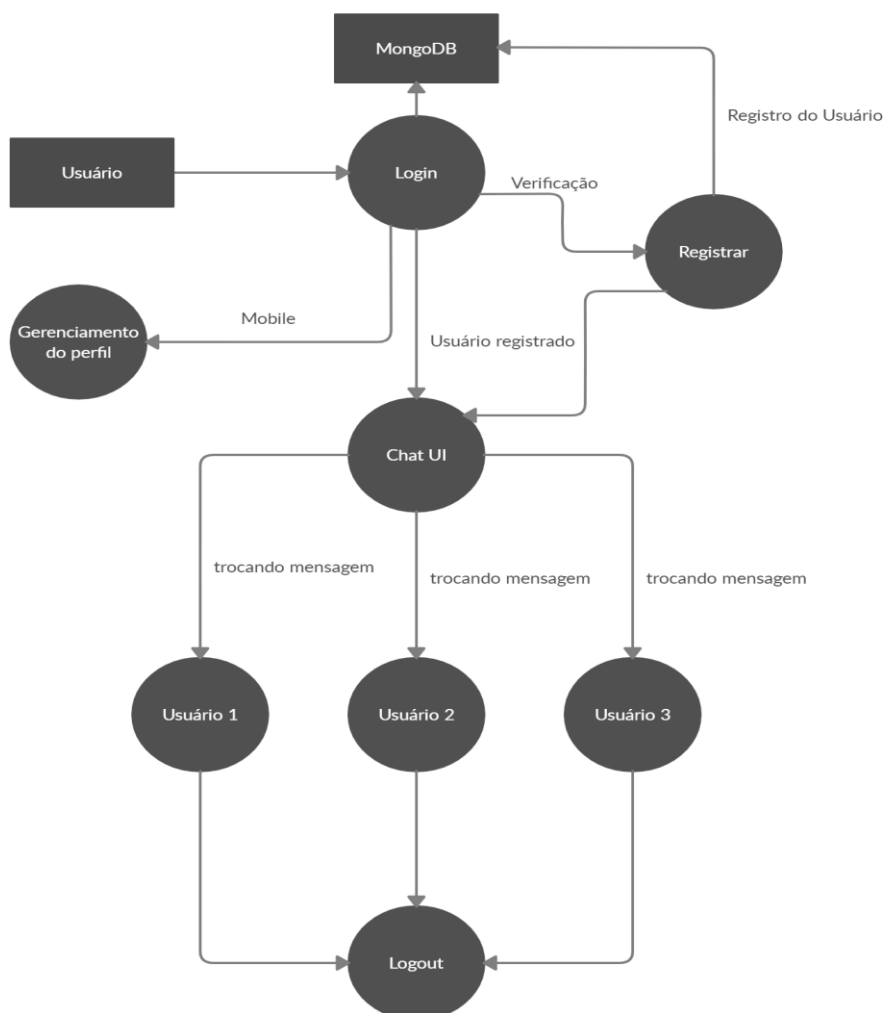 MongoDB
Registro do Usuário
Usuário
Login
Verificação
Registrar
Gerenciamento
do perfil
Mobile
Usuário registrado
Chat UI
trocando mensagem
trocando mensagem
trocando mensagem
Usuário 1
Usuário 2
Usuário 3
Logout